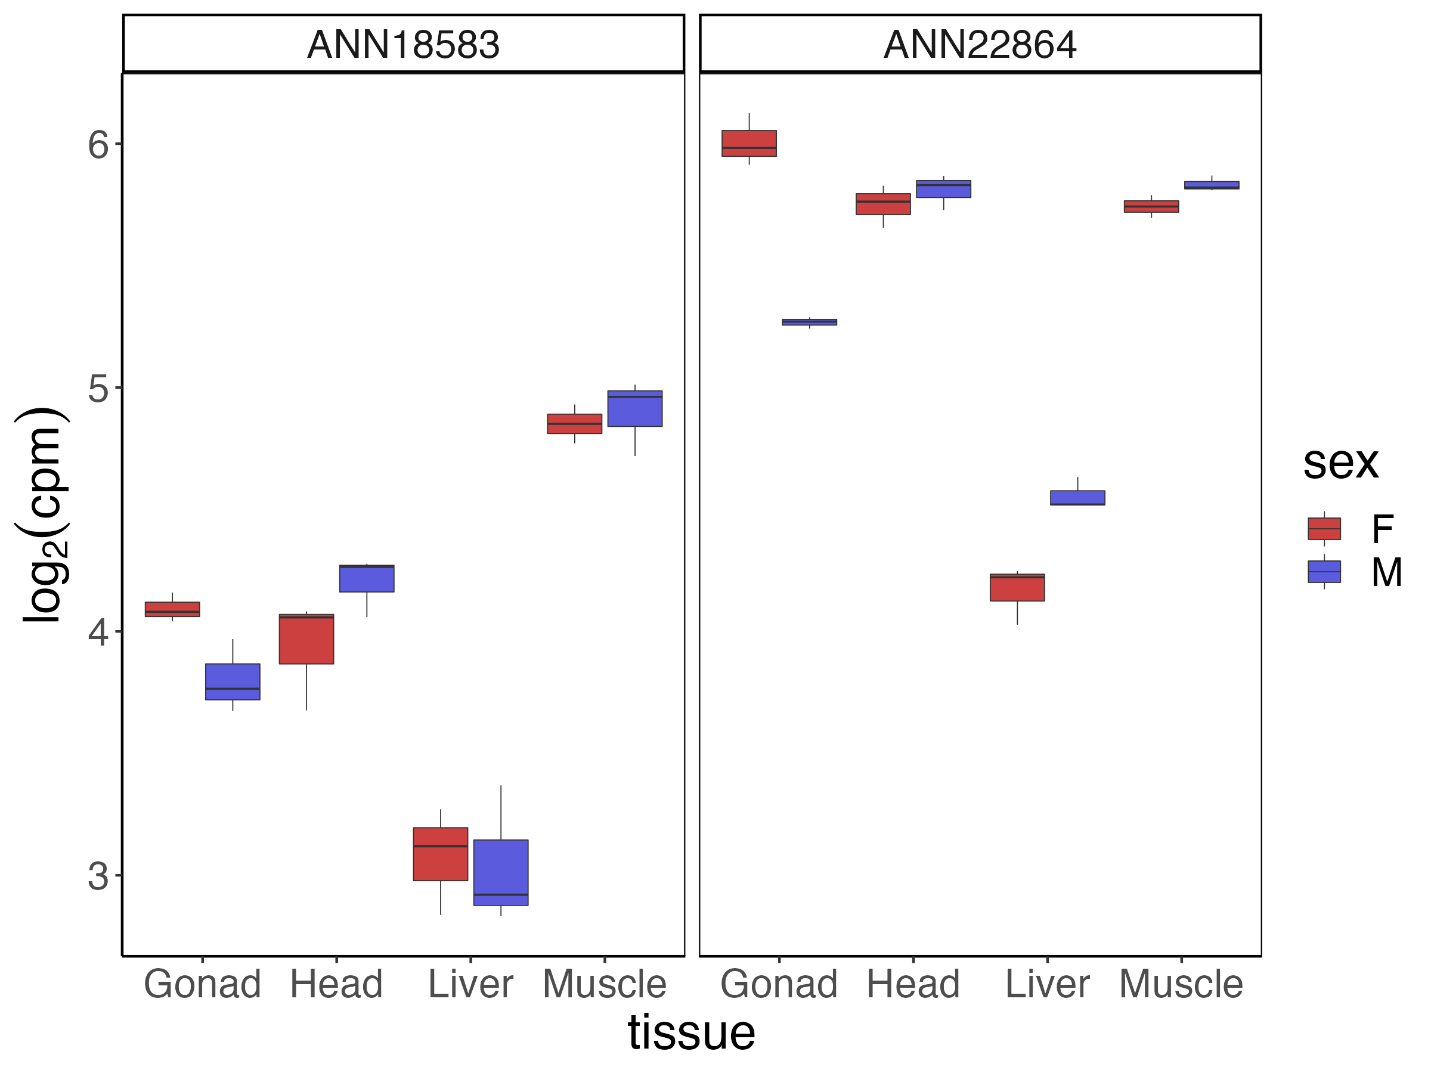 ANN18583 ANN22864
6
5
4
3
log₂(cpm)
Gonad Head Liver Muscle Gonad Head Liver Muscle
tissue
sex
F
M